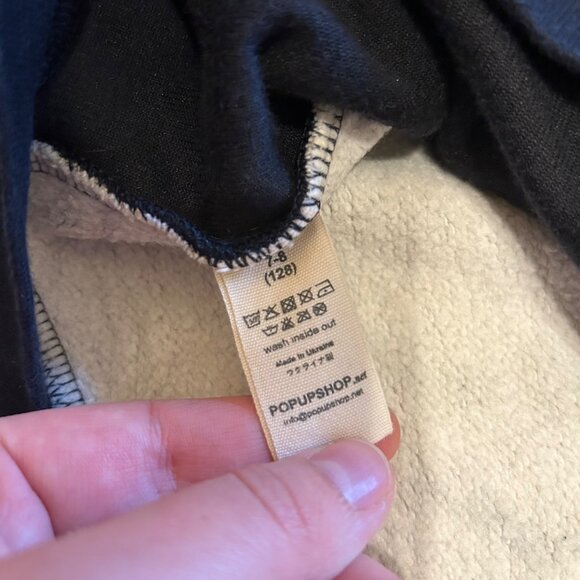 7-8
(128)
wash inside out
Made in Ukraine
ウクライナ製
POPUPSHOP.net
info@popupshop.net